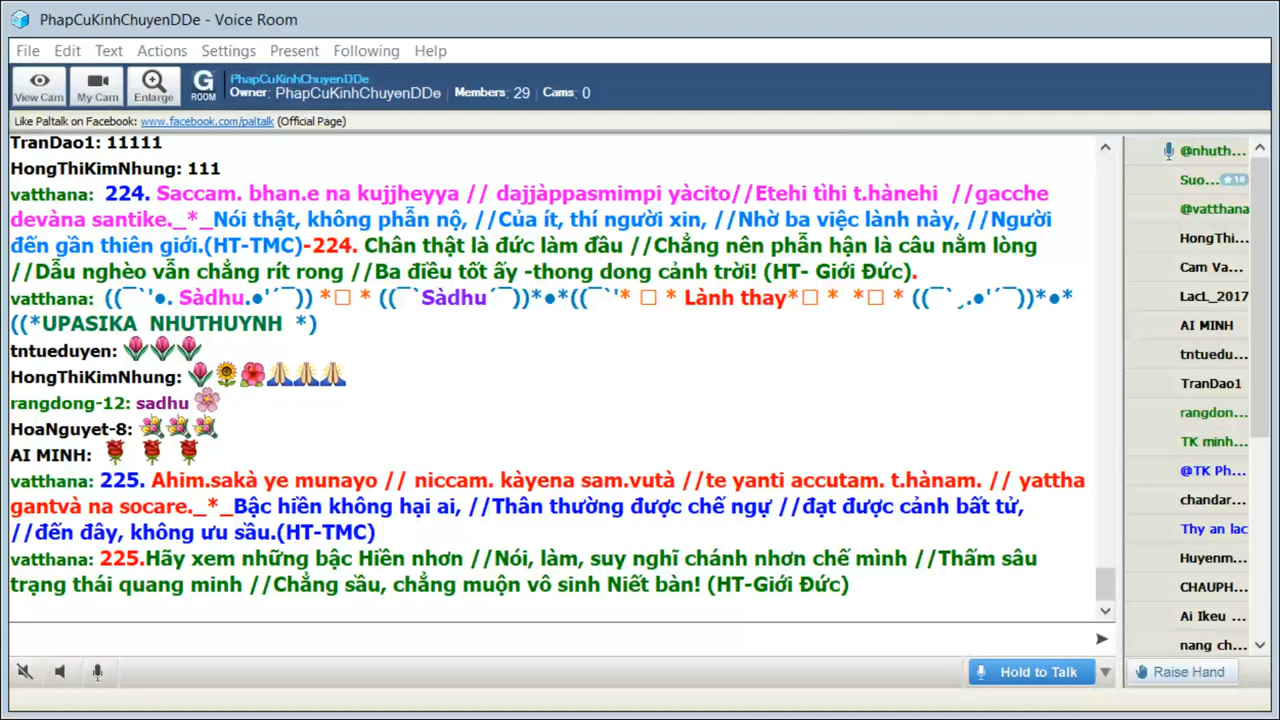 PhapCuKinhChuyenDDe - Voice Room
File Edit Text Actions Settings Present Following Help
View Cam My Cam Enlarge G ROOM
PhapCuKinhChuyenDDe
Owner: PhapCuKinhChuyenDDe Members: 29 Cams: 0
Like Paltalk on Facebook: www.facebook.com/paltalk (Official Page)
TranDao1: 11111
HongThiKimNhung: 111
vatthana: 224. Saccam. bhan.e na kujjheyya // dajjàppasmimpi yàcito//Etehi tìhi t.hànehi //gacche
devàna santike._*_Nói thật, không phẫn nộ, //Của ít, thí người xin, //Nhờ ba việc lành này, //Người
đến gần thiên giới.(HT-TMC)-224. Chân thật là đức làm đầu //Chẳng nên phẫn hận là câu nằm lòng
//Dẫu nghèo vẫn chẳng rít rong //Ba điều tốt ấy -thong dong cảnh trời! (HT- Giới Đức).
vatthana: ((¯`'●. Sàdhu.●'´¯)) *□ * ((¯`Sàdhu´¯))*●*((¯`'* □ * Lành thay*□ * *□ * ((¯`¸.●'´¯))*●*
((*UPASIKA NHUTHUYNH *)
tntueduyen: 🌷🌷🌷
HongThiKimNhung: 🌷🌻🌺🙏🙏🙏
rangdong-12: sadhu 🌸
HoaNguyet-8: 💐💐💐
AI MINH: 🌹 🌹 🌹
vatthana: 225. Ahim.sakà ye munayo // niccam. kàyena sam.vutà //te yanti accutam. t.hànam. // yattha
gantvà na socare._*_Bậc hiền không hại ai, //Thân thường được chế ngự //đạt được cảnh bất tử,
//đến đây, không ưu sầu.(HT-TMC)
vatthana: 225.Hãy xem những bậc Hiền nhơn //Nói, làm, suy nghĩ chánh nhơn chế mình //Thấm sâu
trạng thái quang minh //Chẳng sầu, chẳng muộn vô sinh Niết bàn! (HT-Giới Đức)
Hold to Talk
@nhuth...
Suo... ★10
@vatthana
HongThi...
Cam Va...
LacL_2017
AI MINH
tntuedu...
TranDao1
rangdon...
TK minh...
@TK Ph...
chandar...
Thy an lac
Huyenm...
CHAUPH...
Ai Ikeu ...
nang ch...
Raise Hand